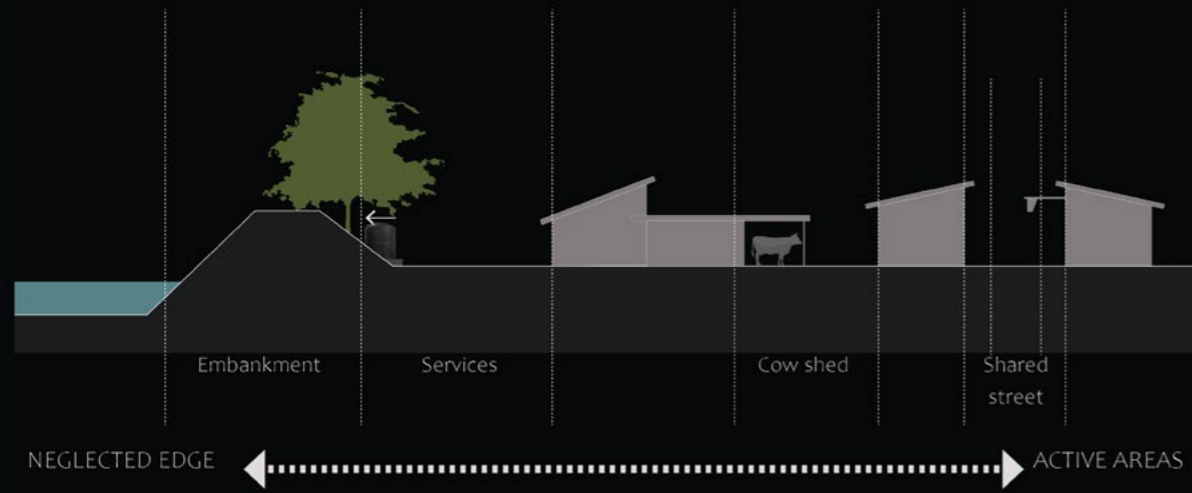 Embankment
Services
Cow shed
Shared
street
NEGLECTED EDGE
ACTIVE AREAS